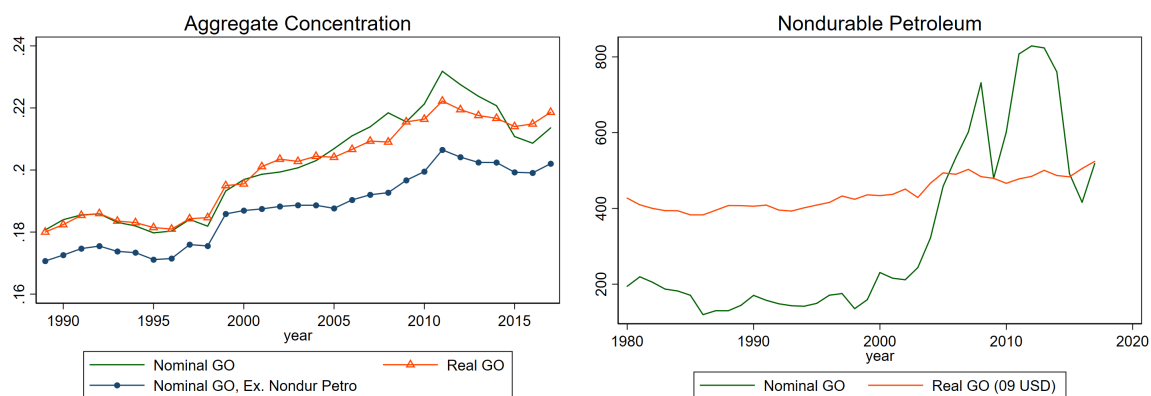 Aggregate Concentration
.24
.22
.2
.18
.16
1990
1995
2000
2005
2010
2015
year
Nominal GO
Real GO
Nominal GO, Ex. Nondur Petro
Nondurable Petroleum
800
600
400
200
1980
1990
2000
2010
2020
year
Nominal GO
Real GO (09 USD)